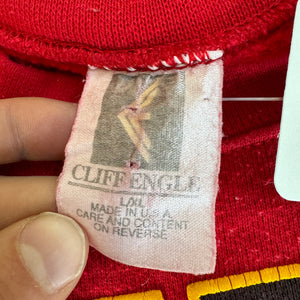 CLIFF ENGLE
L/XL
MADE IN U.S.A.
CARE AND CONTENT
ON REVERSE